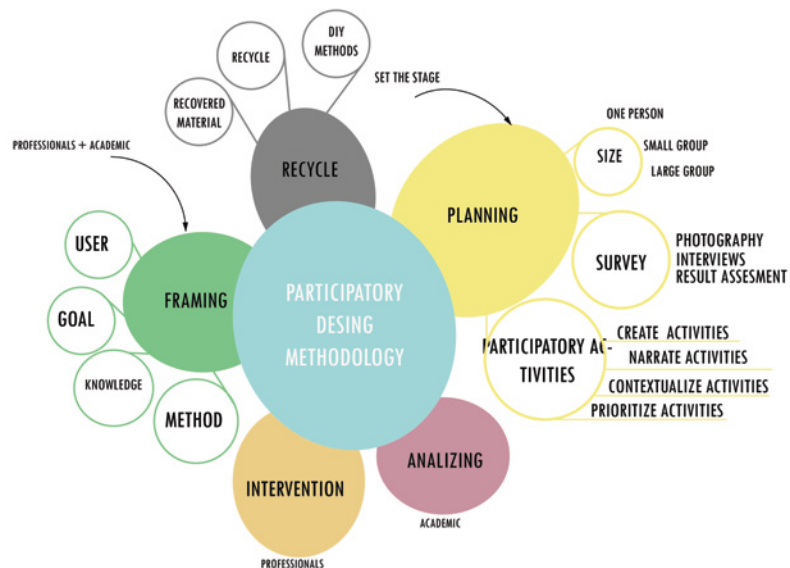 DIY
METHODS
RECYCLE
RECOVERED
MATERIAL
SET THE STAGE
PROFESSIONALS + ACADEMIC
RECYCLE
ONE PERSON
SIZE
SMALL GROUP
LARGE GROUP
PLANNING
USER
FRAMING
GOAL
KNOWLEDGE
METHOD
PARTICIPATORY
DESING
METHODOLOGY
SURVEY
PHOTOGRAPHY
INTERVIEWS
RESULT ASSESMENT
PARTICIPATORY AC-
TIVITIES
CREATE ACTIVITIES
NARRATE ACTIVITIES
CONTEXTUALIZE ACTIVITIES
PRIORITIZE ACTIVITIES
ANALIZING
ACADEMIC
INTERVENTION
PROFESSIONALS